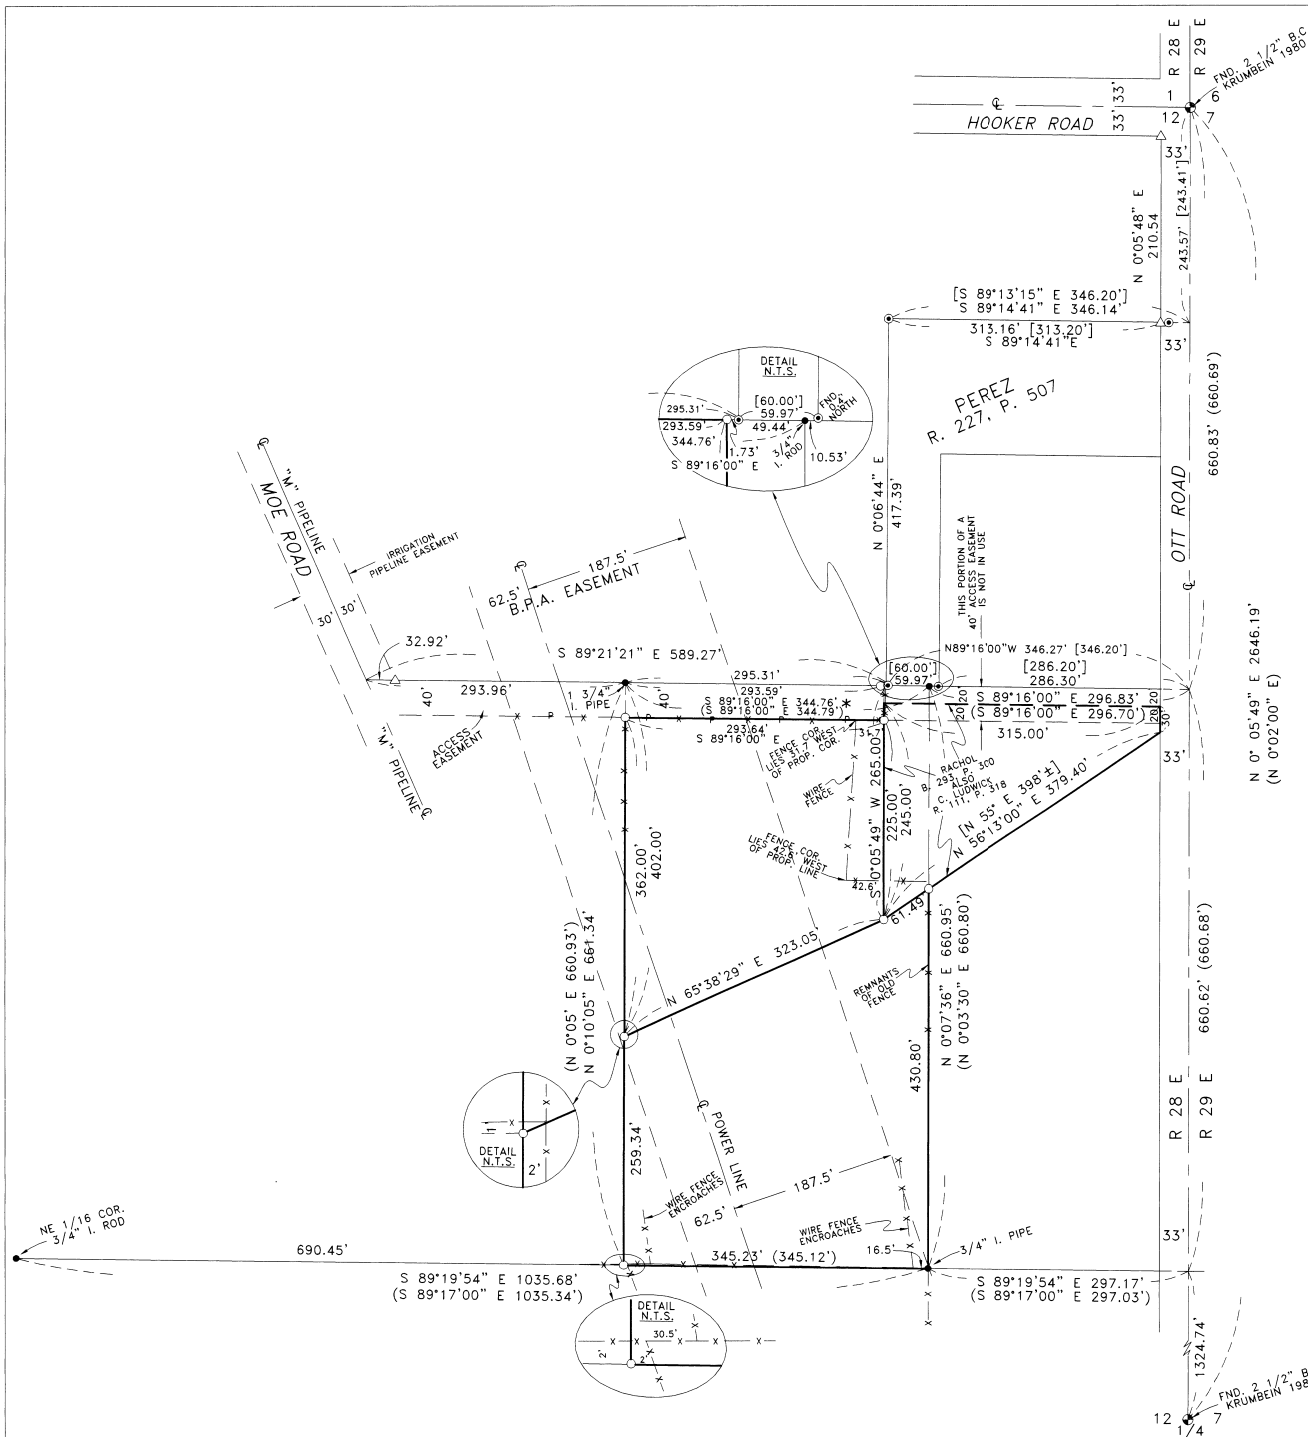 R 28 E
R 29 E
FND. 2 1/2" B.C
KRUMBEIN 1980
1
6
12
7
33' 33'
℄
HOOKER ROAD
33'
N 0°05'48" E
210.54
243.57' [243.41']
[S 89°13'15" E 346.20']
S 89°14'41" E 346.14'
313.16' [313.20']
S 89°14'41"E
33'
PEREZ
R. 227, P. 507
660.83' (660.69')
DETAIL
N.T.S.
[60.00']
59.97'
49.44'
295.31'
293.59'
344.76'
1.73'
S 89°16'00" E
3/4"
I. ROD
10.53'
FND.
0.4'
NORTH
N 0°06'44" E
417.39'
OTT ROAD
℄
THIS PORTION OF A
40' ACCESS EASEMENT
IS NOT IN USE
℄
"M" PIPELINE
MOE ROAD
IRRIGATION
PIPELINE EASEMENT
30' 30'
32.92'
℄
62.5'
187.5'
B.P.A. EASEMENT
S 89°21'21" E 589.27'
295.31'
293.96'
1 3/4"
I. PIPE
40'
40'
293.59'
S 89°16'00" E 344.76'*
(S 89°16'00" E 344.79')
293.64'
S 89°16'00" E
31.7'
N89°16'00"W 346.27' [346.20']
[60.00']
59.97'
[286.20']
286.30'
S 89°16'00" E 296.83'
(S 89°16'00" E 296.70')
20' 20'
20' 20'
30'
315.00'
33'
N 0° 05'49" E 2646.19'
(N 0°02'00" E)
ACCESS
EASEMENT
P P P P P
"M" PIPELINE
℄
FENCE COR.
LIES 31.7 WEST
OF PROP. COR.
WIRE
FENCE
FENCE COR.
LIES 42.6' WEST
OF PROP. LINE
42.6'
S 0°05'49" W 265.00'
225.00'
245.00'
RACHOL
B. 293, P. 300
ALSO
C. LUDWICK
R. 111, P. 318
[N 55° E 398'±]
N 56°13'00" E 379.40'
61.49'
362.00'
402.00'
(N 0°05' E 660.93')
N 0°10'05" E 661.34'
N 65°38'29" E 323.05'
REMNANTS
OF OLD
FENCE
430.80'
N 0°07'36" E 660.95'
(N 0°03'30" E 660.80')
660.62' (660.68')
R 28 E
R 29 E
1'
DETAIL
N.T.S.
2'
259.34'
℄ POWER LINE
WIRE FENCE
ENCROACHES
62.5'
187.5'
WIRE FENCE
ENCROACHES
16.5'
3/4" I. PIPE
33'
NE 1/16 COR.
3/4" I. ROD
690.45'
345.23' (345.12')
S 89°19'54" E 1035.68'
(S 89°17'00" E 1035.34')
S 89°19'54" E 297.17'
(S 89°17'00" E 297.03')
DETAIL
N.T.S.
30.5'
2'
2'
1324.74'
FND. 2 1/2" B
KRUMBEIN 198
12
7
1/4